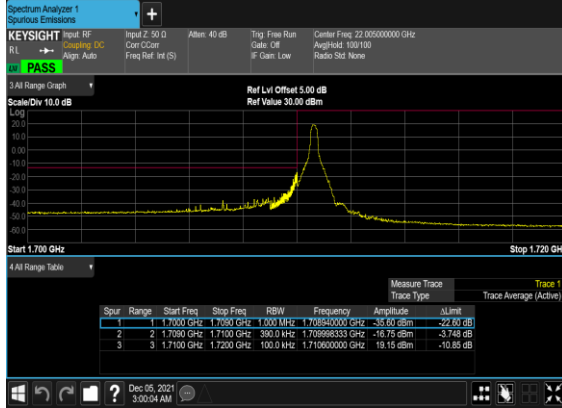 Spectrum Analyzer 1
Spurious Emissions
+
KEYSIGHT Input: RF Input Z: 50 Ω Atten: 40 dB Trig: Free Run Center Freq: 22.005000000 GHz
RL Coupling: DC Corr CCorr Gate: Off Avg|Hold: 100/100
Align: Auto Freq Ref: Int (S) IF Gain: Low Radio Std: None
PASS
3 All Range Graph
Ref Lvl Offset 5.00 dB
Scale/Div 10.0 dB Ref Value 30.00 dBm
Log
20.0
10.0
0.00
-10.0
-20.0
-30.0
-40.0
-50.0
-60.0
Start 1.700 GHz Stop 1.720 GH
4 All Range Table
Measure Trace Trace 1
Trace Type Trace Average (Active)
Spur Range Start Freq Stop Freq RBW Frequency Amplitude ΔLimit
1 1 1.7000 GHz 1.7090 GHz 1.000 MHz 1.708940000 GHz -35.60 dBm -22.60 dB
2 2 1.7090 GHz 1.7100 GHz 390.0 kHz 1.709998333 GHz -16.75 dBm -3.748 dB
3 3 1.7100 GHz 1.7200 GHz 100.0 kHz 1.710600000 GHz 19.15 dBm -10.85 dB
? Dec 05, 2021
3:00:04 AM